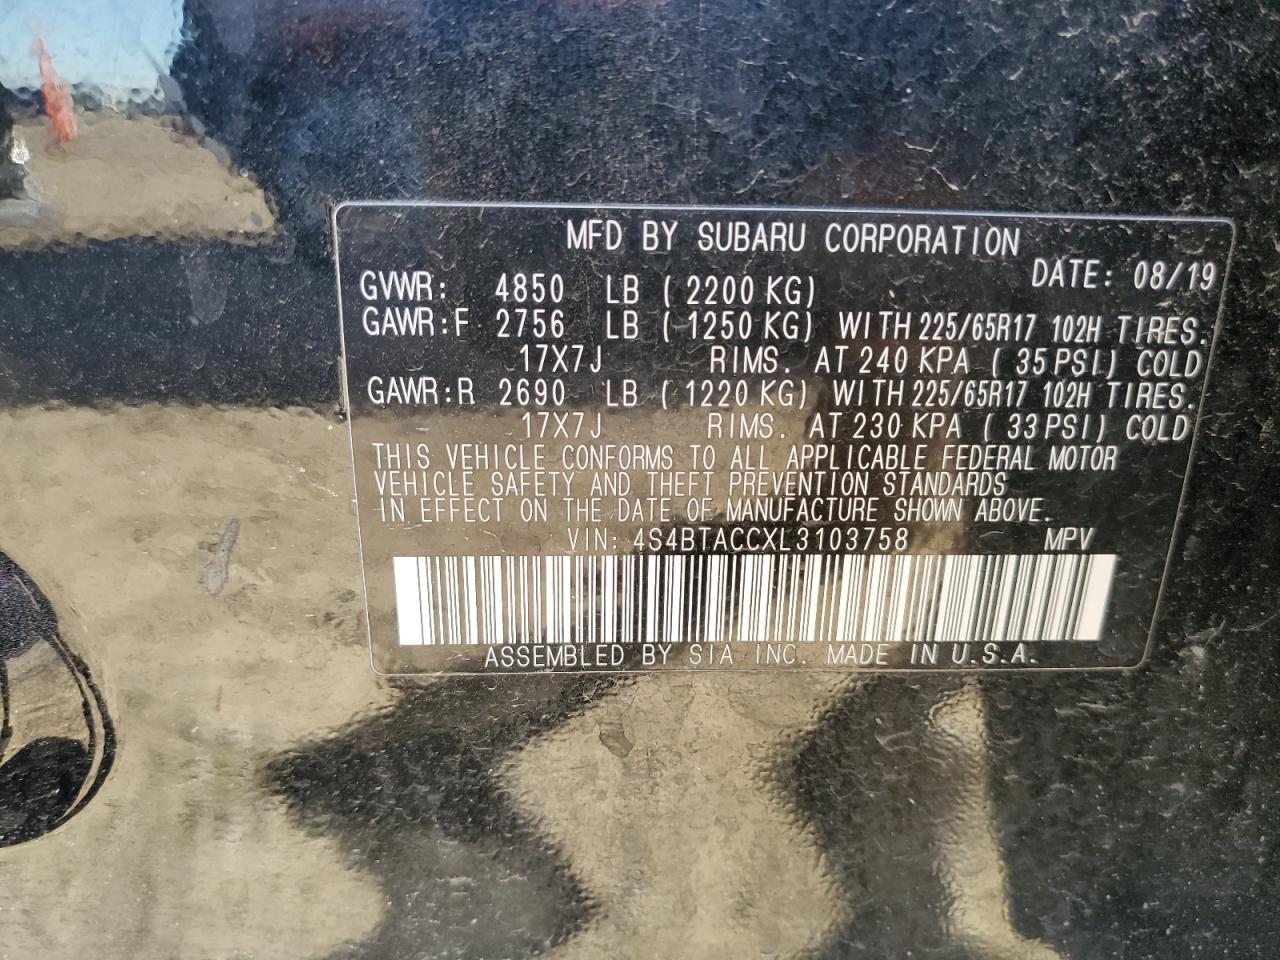 MFD BY SUBARU CORPORATION
DATE: 08/19
GVWR: 4850 LB (2200 KG)
GAWR:F 2756 LB (1250 KG) WITH 225/65R17 102H TIRES.
17X7J RIMS. AT 240 KPA (35 PSI) COLD
GAWR:R 2690 LB (1220 KG) WITH 225/65R17 102H TIRES.
17X7J RIMS. AT 230 KPA (33 PSI) COLD
THIS VEHICLE CONFORMS TO ALL APPLICABLE FEDERAL MOTOR
VEHICLE SAFETY AND THEFT PREVENTION STANDARDS
IN EFFECT ON THE DATE OF MANUFACTURE SHOWN ABOVE.
VIN: 4S4BTACCXL3103758 MPV
ASSEMBLED BY SIA INC. MADE IN U.S.A.